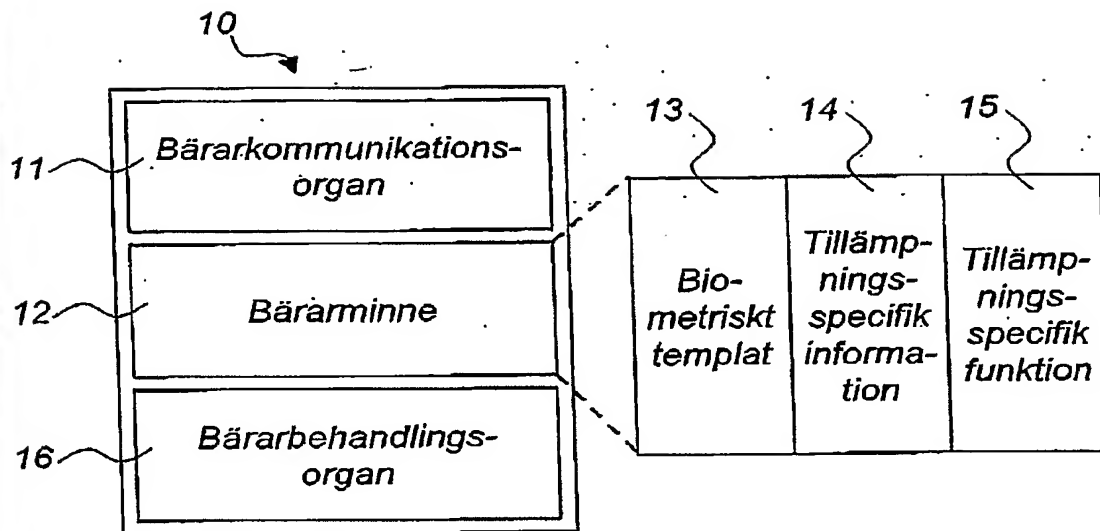 10
11
Bärarkommunikations-
organ
12
Bärarminne
16
Bärarbehandlings-
organ
13
14
15
Bio-
metriskt
templat
Tillämp-
nings-
specifik
informa-
tion
Tillämp-
nings-
specifik
funktion